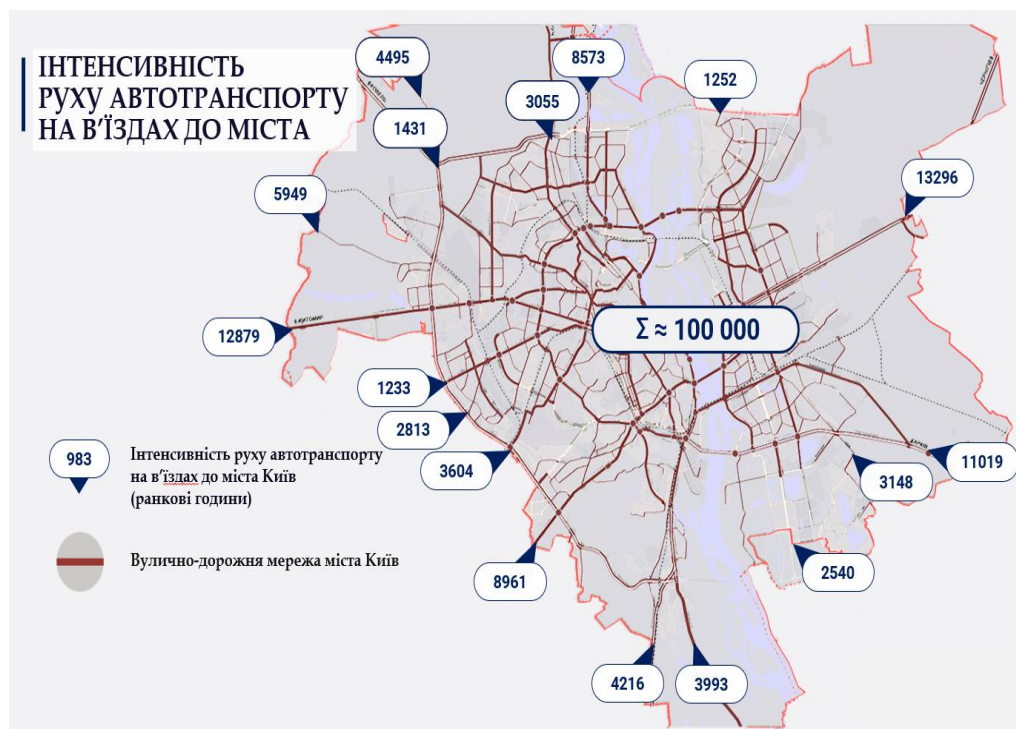 ІНТЕНСИВНІСТЬ
РУХУ АВТОТРАНСПОРТУ
НА В'ЇЗДАХ ДО МІСТА
4495
8573
1252
3055
1431
13296
5949
12879
Σ ≈ 100 000
1233
2813
3604
11019
3148
8961
2540
4216
3993
983
Інтенсивність руху автотранспорту
на в'їздах до міста Київ
(ранкові години)
Вулично-дорожня мережа міста Київ